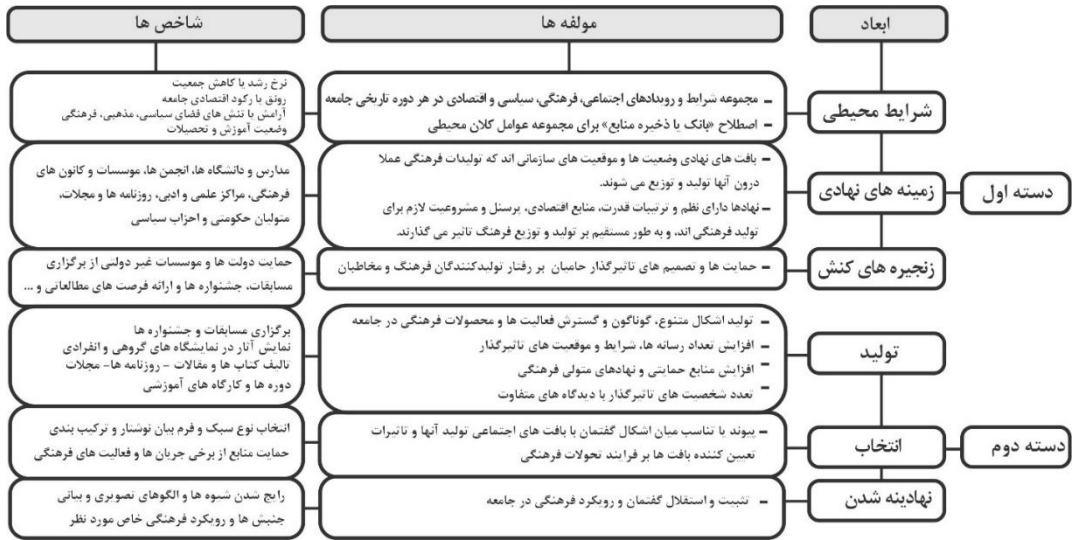 ابعاد
مولفه ها
شاخص ها
دسته اول
شرایط محیطی
– مجموعه شرایط و رویدادهای اجتماعی، فرهنگی، سیاسی و اقتصادی در هر دوره تاریخی جامعه
– اصطلاح «بانک یا ذخیره منابع» برای مجموعه عوامل کلان محیطی
نرخ رشد یا کاهش جمعیت
رونق یا رکود اقتصادی جامعه
آرامش یا تنش های فضای سیاسی، مذهبی، فرهنگی
وضعیت آموزش و تحصیلات
زمینه های نهادی
– بافت های نهادی وضعیت ها و موقعیت های سازمانی اند که تولیدات فرهنگی عملا
درون آنها تولید و توزیع می شوند.
– نهادها دارای نظم و ترتیبات قدرت، منابع اقتصادی، پرسنل و مشروعیت لازم برای
تولید فرهنگی اند، و به طور مستقیم بر تولید و توزیع فرهنگ تاثیر می گذارند.
مدارس و دانشگاه ها، انجمن ها، موسسات و کانون های
فرهنگی، مراکز علمی و ادبی، روزنامه ها و مجلات،
متولیان حکومتی و احزاب سیاسی
زنجیره های کنش
– حمایت ها و تصمیم های تاثیرگذار حامیان بر رفتار تولیدکنندگان فرهنگ و مخاطبان
حمایت دولت ها و موسسات غیر دولتی از برگزاری
مسابقات، جشنواره ها و ارائه فرصت های مطالعاتی و ...
دسته دوم
تولید
– تولید اشکال متنوع، گوناگون و گسترش فعالیت ها و محصولات فرهنگی در جامعه
– افزایش تعداد رسانه ها، شرایط و موقعیت های تاثیرگذار
– افزایش منابع حمایتی و نهادهای متولی فرهنگی
– تعدد شخصیت های تاثیرگذار با دیدگاه های متفاوت
برگزاری مسابقات و جشنواره ها
نمایش آثار در نمایشگاه های گروهی و انفرادی
تالیف کتاب ها و مقالات - روزنامه ها- مجلات
دوره ها و کارگاه های آموزشی
انتخاب
– پیوند یا تناسب میان اشکال گفتمان با بافت های اجتماعی تولید آنها و تاثیرات
تعیین کننده بافت ها بر فرایند تحولات فرهنگی
انتخاب نوع سبک و فرم بیان نوشتار و ترکیب بندی
حمایت منابع از برخی جریان ها و فعالیت های فرهنگی
نهادینه شدن
– تثبیت و استقلال گفتمان و رویکرد فرهنگی در جامعه
رایج شدن شیوه ها و الگوهای تصویری و بیانی
جنبش ها و رویکرد فرهنگی خاص مورد نظر